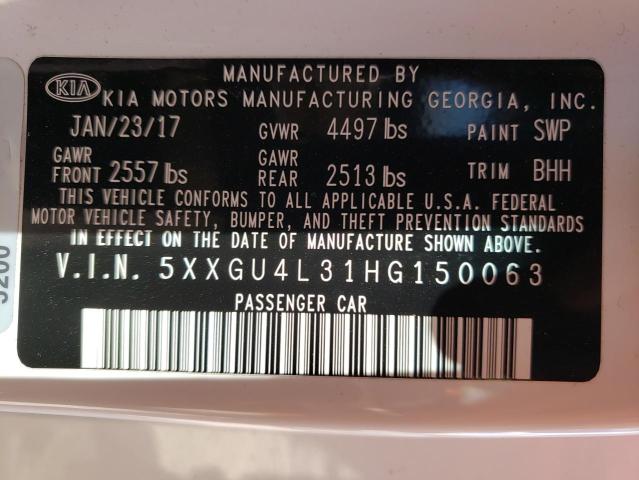 MANUFACTURED BY
KIA KIA MOTORS MANUFACTURING GEORGIA, INC.
JAN/23/17 GVWR 4497 lbs PAINT SWP
GAWR FRONT 2557 lbs GAWR REAR 2513 lbs TRIM BHH
THIS VEHICLE CONFORMS TO ALL APPLICABLE U.S.A. FEDERAL
MOTOR VEHICLE SAFETY, BUMPER, AND THEFT PREVENTION STANDARDS
IN EFFECT ON THE DATE OF MANUFACTURE SHOWN ABOVE.
V.I.N. 5XXGU4L31HG150063
PASSENGER CAR